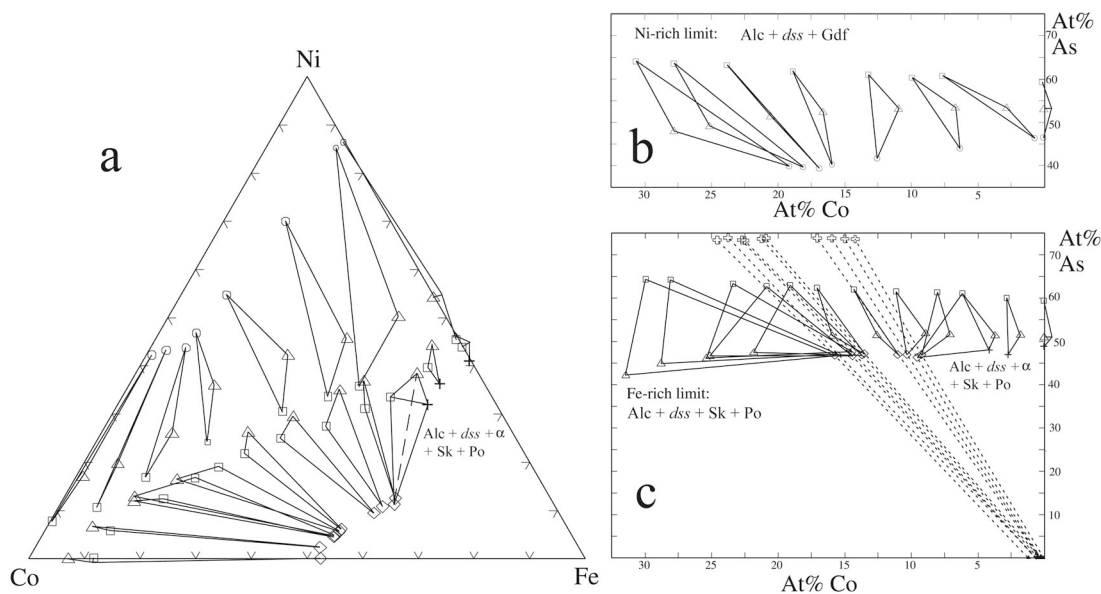 a
Ni
Co
Fe
Alc + dss + α
+ Sk + Po
b
Ni-rich limit: Alc + dss + Gdf
At%
As
70
60
50
40
30
25
20
15
10
5
At% Co
c
At%
As
70
60
50
40
30
20
10
Alc + dss + α
+ Sk + Po
Fe-rich limit:
Alc + dss + Sk + Po
30
25
20
15
10
5
At% Co